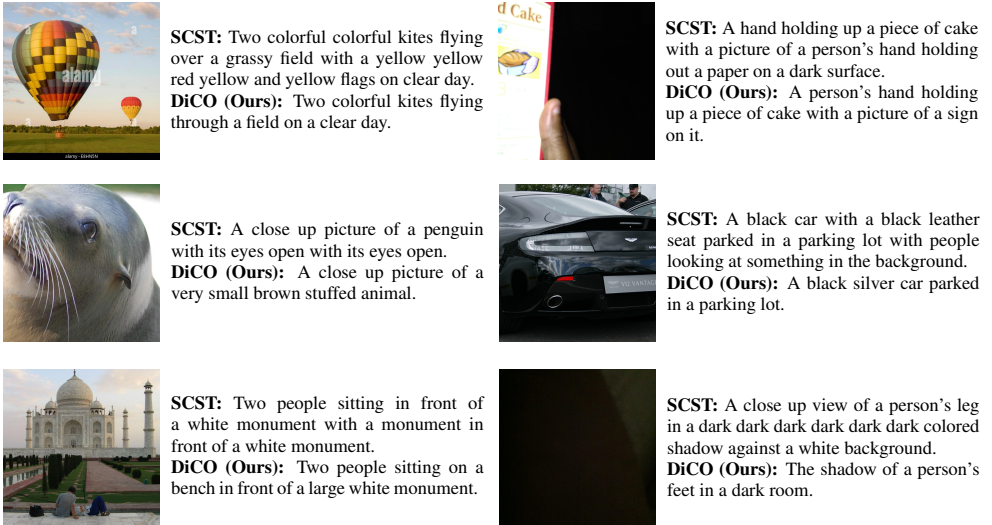 alamy
SCST: Two colorful colorful kites flying
over a grassy field with a yellow yellow
red yellow and yellow flags on clear day.
DiCO (Ours): Two colorful kites flying
through a field on a clear day.
d Cake
SCST: A hand holding up a piece of cake
with a picture of a person's hand holding
out a paper on a dark surface.
DiCO (Ours): A person's hand holding
up a piece of cake with a picture of a sign
on it.
SCST: A close up picture of a penguin
with its eyes open with its eyes open.
DiCO (Ours): A close up picture of a
very small brown stuffed animal.
V12 VANTAGE
SCST: A black car with a black leather
seat parked in a parking lot with people
looking at something in the background.
DiCO (Ours): A black silver car parked
in a parking lot.
SCST: Two people sitting in front of
a white monument with a monument in
front of a white monument.
DiCO (Ours): Two people sitting on a
bench in front of a large white monument.
SCST: A close up view of a person's leg
in a dark dark dark dark dark dark colored
shadow against a white background.
DiCO (Ours): The shadow of a person's
feet in a dark room.